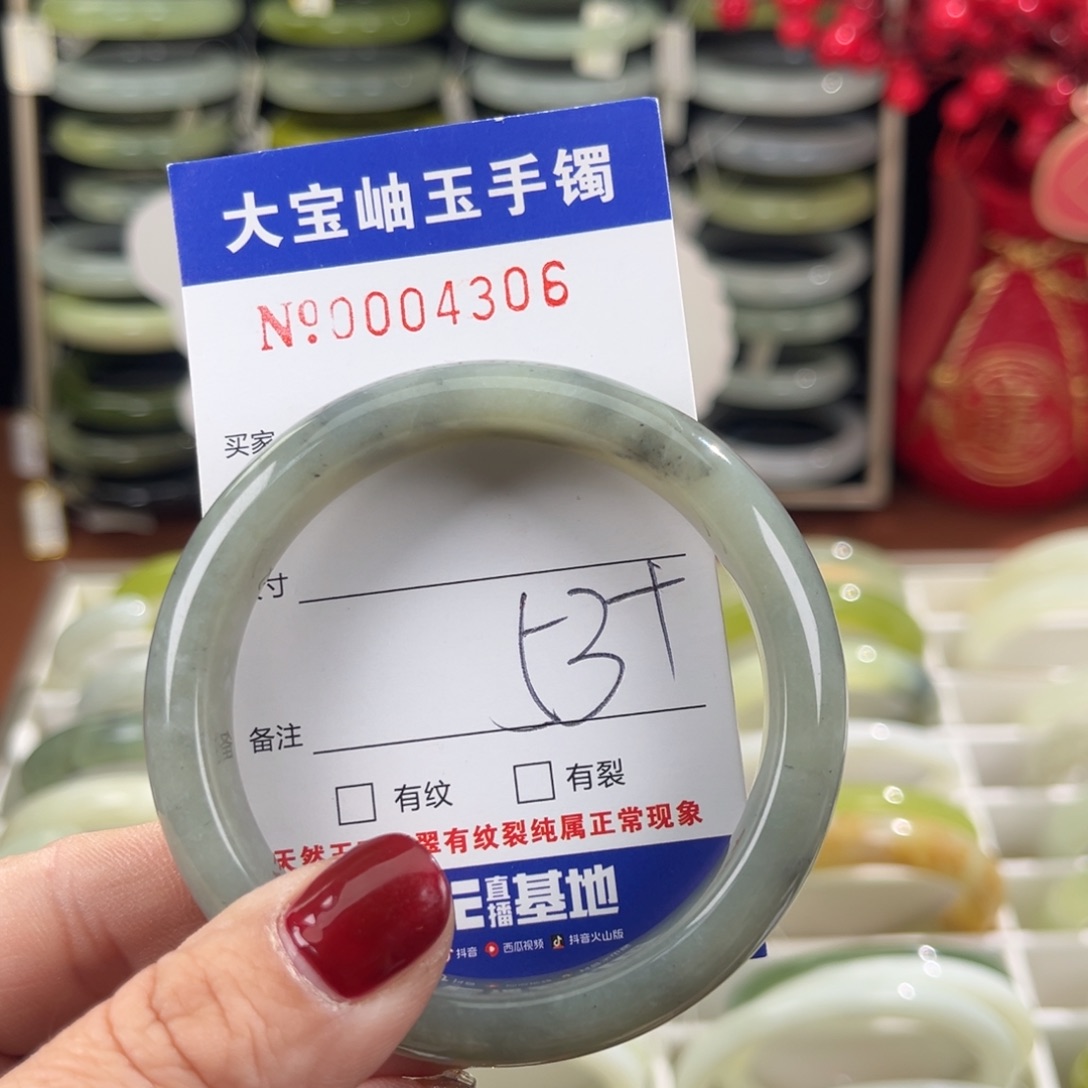 大宝岫玉手镯
Nº0004306
买家
寸
备注
有纹 有裂
天然玉 器有纹裂纯属正常现象
直播基地
抖音 西瓜视频 抖音火山版